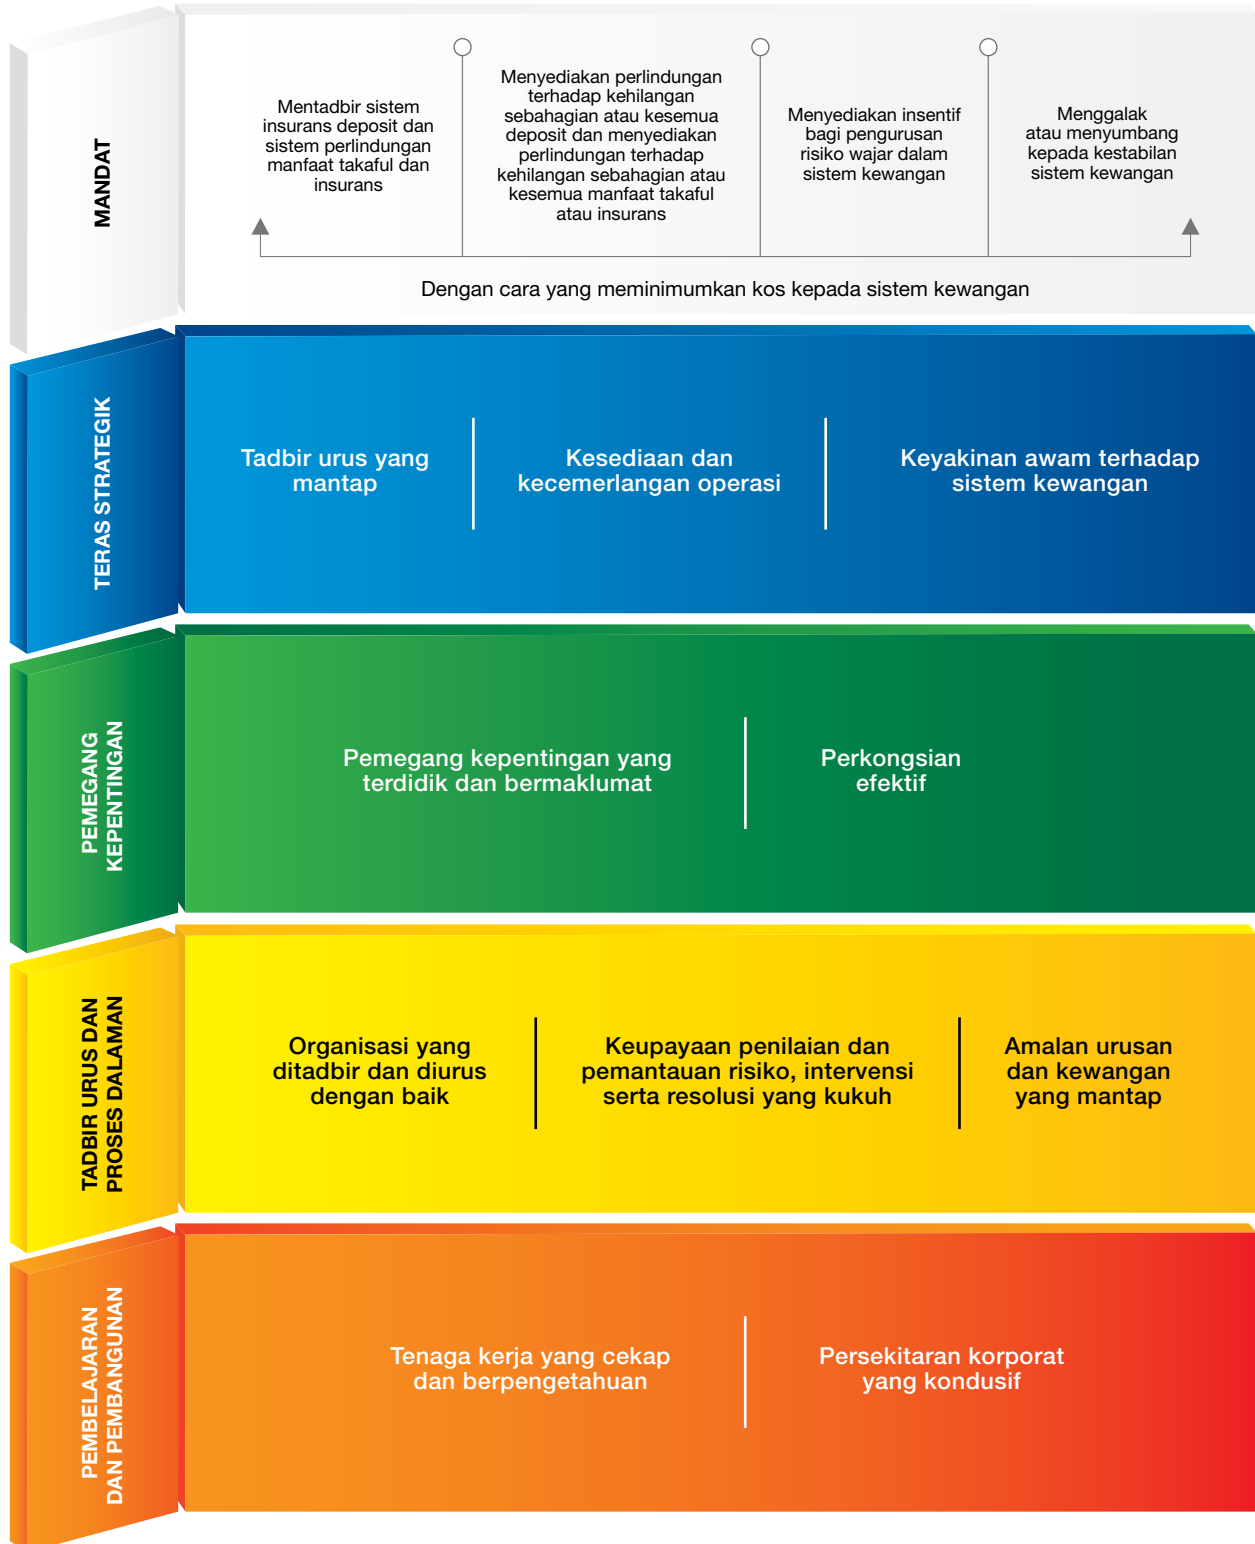 MANDAT
Mentadbir sistem
insurans deposit dan
sistem perlindungan
manfaat takaful dan
insurans
Menyediakan perlindungan
terhadap kehilangan
sebahagian atau kesemua
deposit dan menyediakan
perlindungan terhadap
kehilangan sebahagian atau
kesemua manfaat takaful
atau insurans
Menyediakan insentif
bagi pengurusan
risiko wajar dalam
sistem kewangan
Menggalak
atau menyumbang
kepada kestabilan
sistem kewangan
Dengan cara yang meminimumkan kos kepada sistem kewangan
TERAS STRATEGIK
Tadbir urus yang
mantap
Kesediaan dan
kecemerlangan operasi
Keyakinan awam terhadap
sistem kewangan
PEMEGANG
KEPENTINGAN
Pemegang kepentingan yang
terdidik dan bermaklumat
Perkongsian
efektif
TADBIR URUS DAN
PROSES DALAMAN
Organisasi yang
ditadbir dan diurus
dengan baik
Keupayaan penilaian dan
pemantauan risiko, intervensi
serta resolusi yang kukuh
Amalan urusan
dan kewangan
yang mantap
PEMBELAJARAN
DAN PEMBANGUNAN
Tenaga kerja yang cekap
dan berpengetahuan
Persekitaran korporat
yang kondusif